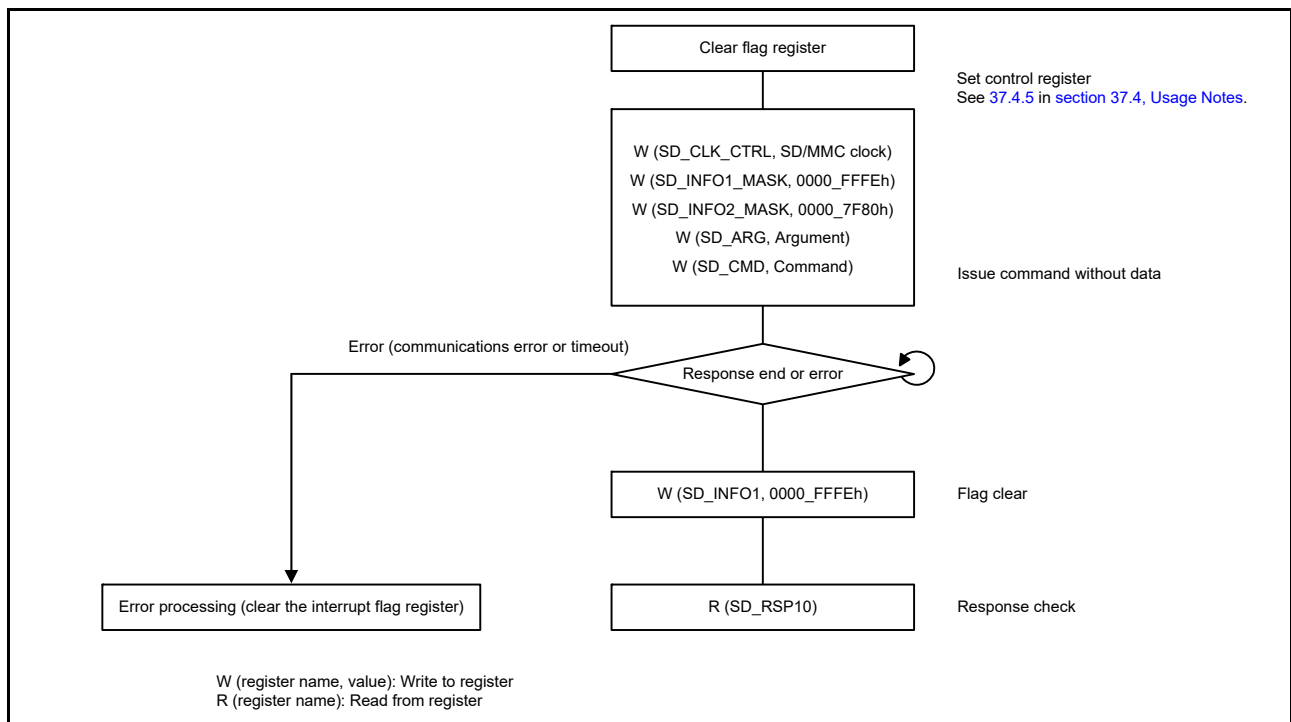 Clear flag register
Set control register
See 37.4.5 in section 37.4, Usage Notes.
W (SD_CLK_CTRL, SD/MMC clock)
W (SD_INFO1_MASK, 0000_FFFEh)
W (SD_INFO2_MASK, 0000_7F80h)
W (SD_ARG, Argument)
W (SD_CMD, Command)
Issue command without data
Error (communications error or timeout)
Response end or error
W (SD_INFO1, 0000_FFFEh)
Flag clear
Error processing (clear the interrupt flag register)
R (SD_RSP10)
Response check
W (register name, value): Write to register
R (register name): Read from register